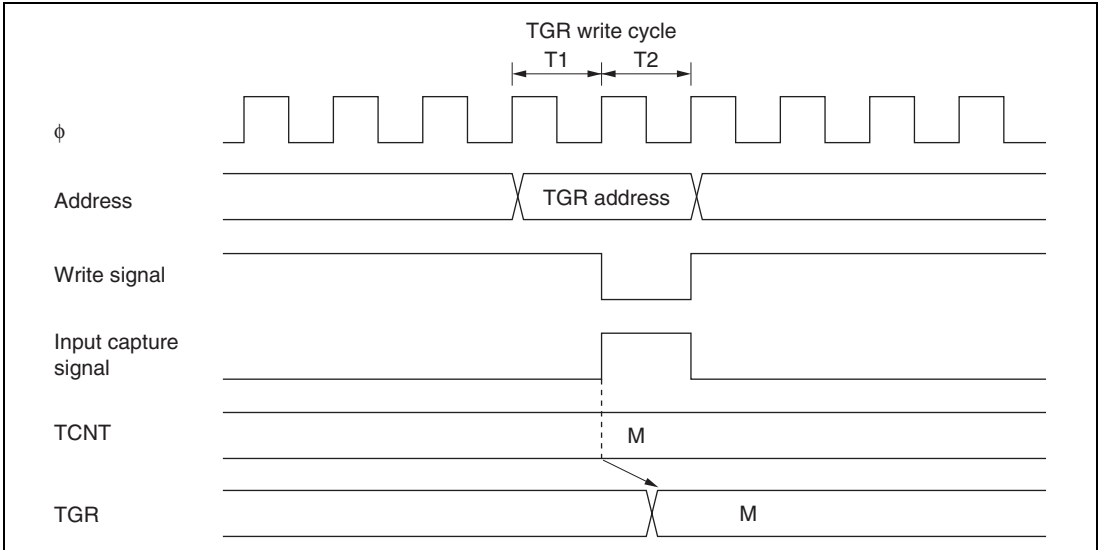 TGR write cycle
T1 T2
ϕ
Address TGR address
Write signal
Input capture
signal
TCNT M
TGR M